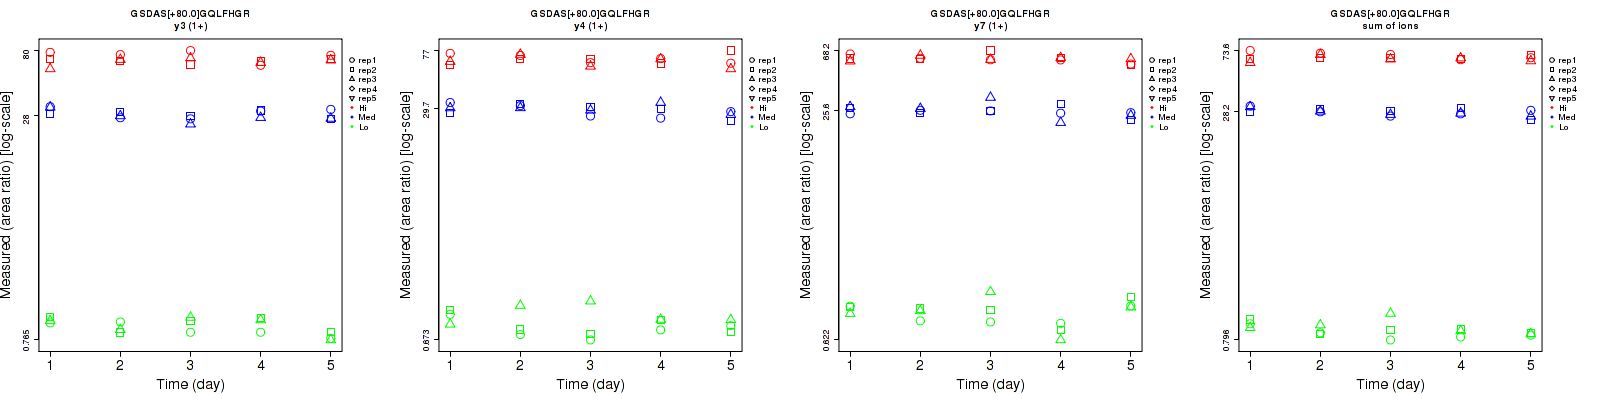 GSDAS[+80.0]GQLFHGR
y3 (1+)
Measured (area ratio) [log-scale]
80
28
0.765
1 2 3 4 5
Time (day)
rep1
rep2
rep3
rep4
rep5
Hi
Med
Lo
GSDAS[+80.0]GQLFHGR
y4 (1+)
Measured (area ratio) [log-scale]
77
29.7
0.673
1 2 3 4 5
Time (day)
rep1
rep2
rep3
rep4
rep5
Hi
Med
Lo
GSDAS[+80.0]GQLFHGR
y7 (1+)
Measured (area ratio) [log-scale]
68.2
25.6
0.622
1 2 3 4 5
Time (day)
rep1
rep2
rep3
rep4
rep5
Hi
Med
Lo
GSDAS[+80.0]GQLFHGR
sum of ions
Measured (area ratio) [log-scale]
73.6
28.2
0.796
1 2 3 4 5
Time (day)
rep1
rep2
rep3
rep4
rep5
Hi
Med
Lo